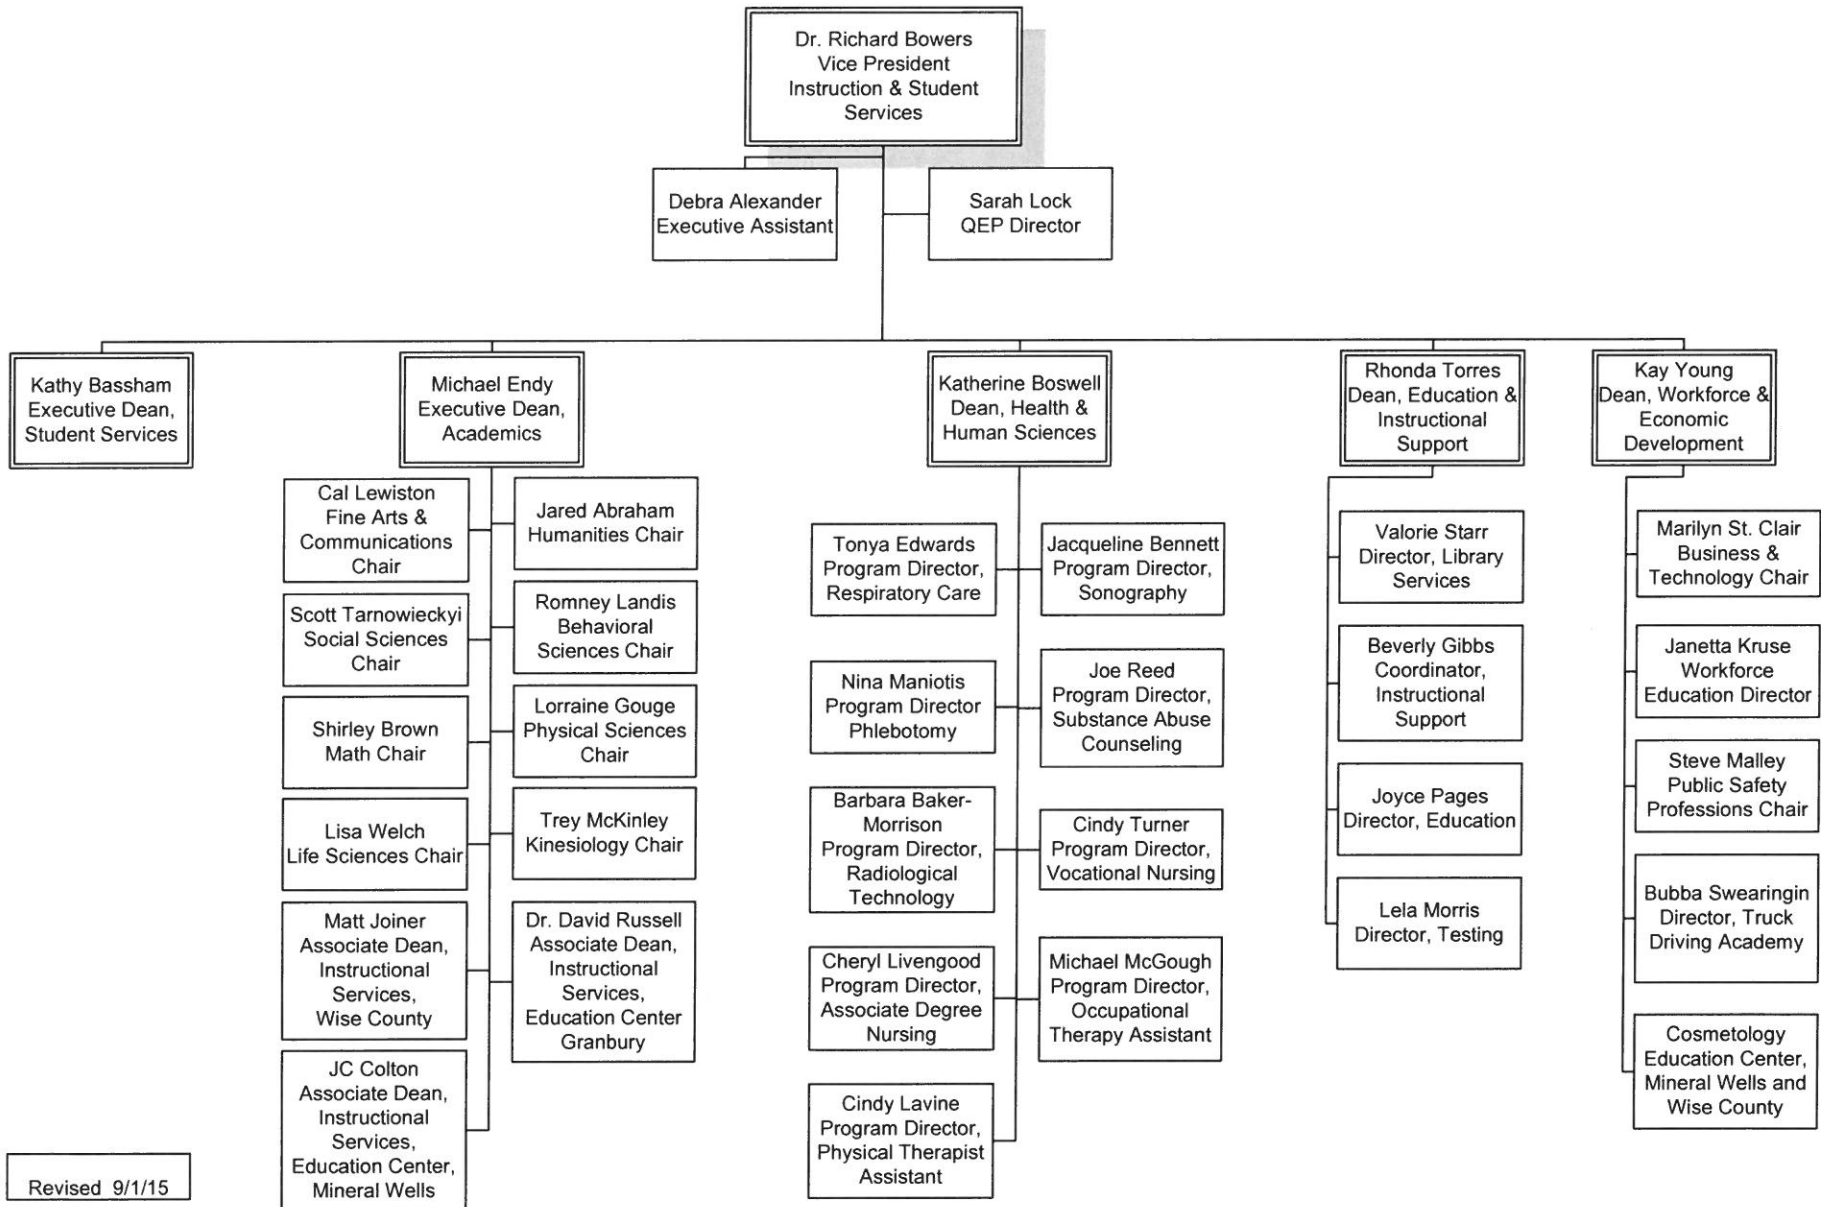 Dr. Richard Bowers
Vice President
Instruction & Student
Services
Debra Alexander
Executive Assistant
Sarah Lock
QEP Director
Kathy Bassham
Executive Dean,
Student Services
Michael Endy
Executive Dean,
Academics
Katherine Boswell
Dean, Health &
Human Sciences
Rhonda Torres
Dean, Education &
Instructional
Support
Kay Young
Dean, Workforce &
Economic
Development
Cal Lewiston
Fine Arts &
Communications
Chair
Jared Abraham
Humanities Chair
Scott Tarnowieckyi
Social Sciences
Chair
Romney Landis
Behavioral
Sciences Chair
Shirley Brown
Math Chair
Lorraine Gouge
Physical Sciences
Chair
Lisa Welch
Life Sciences Chair
Trey McKinley
Kinesiology Chair
Matt Joiner
Associate Dean,
Instructional
Services,
Wise County
Dr. David Russell
Associate Dean,
Instructional
Services,
Education Center
Granbury
JC Colton
Associate Dean,
Instructional
Services,
Education Center,
Mineral Wells
Tonya Edwards
Program Director,
Respiratory Care
Jacqueline Bennett
Program Director,
Sonography
Nina Maniotis
Program Director
Phlebotomy
Joe Reed
Program Director,
Substance Abuse
Counseling
Barbara Baker-
Morrison
Program Director,
Radiological
Technology
Cindy Turner
Program Director,
Vocational Nursing
Cheryl Livengood
Program Director,
Associate Degree
Nursing
Michael McGough
Program Director,
Occupational
Therapy Assistant
Cindy Lavine
Program Director,
Physical Therapist
Assistant
Valorie Starr
Director, Library
Services
Beverly Gibbs
Coordinator,
Instructional
Support
Joyce Pages
Director, Education
Lela Morris
Director, Testing
Marilyn St. Clair
Business &
Technology Chair
Janetta Kruse
Workforce
Education Director
Steve Malley
Public Safety
Professions Chair
Bubba Swearingin
Director, Truck
Driving Academy
Cosmetology
Education Center,
Mineral Wells and
Wise County
Revised 9/1/15